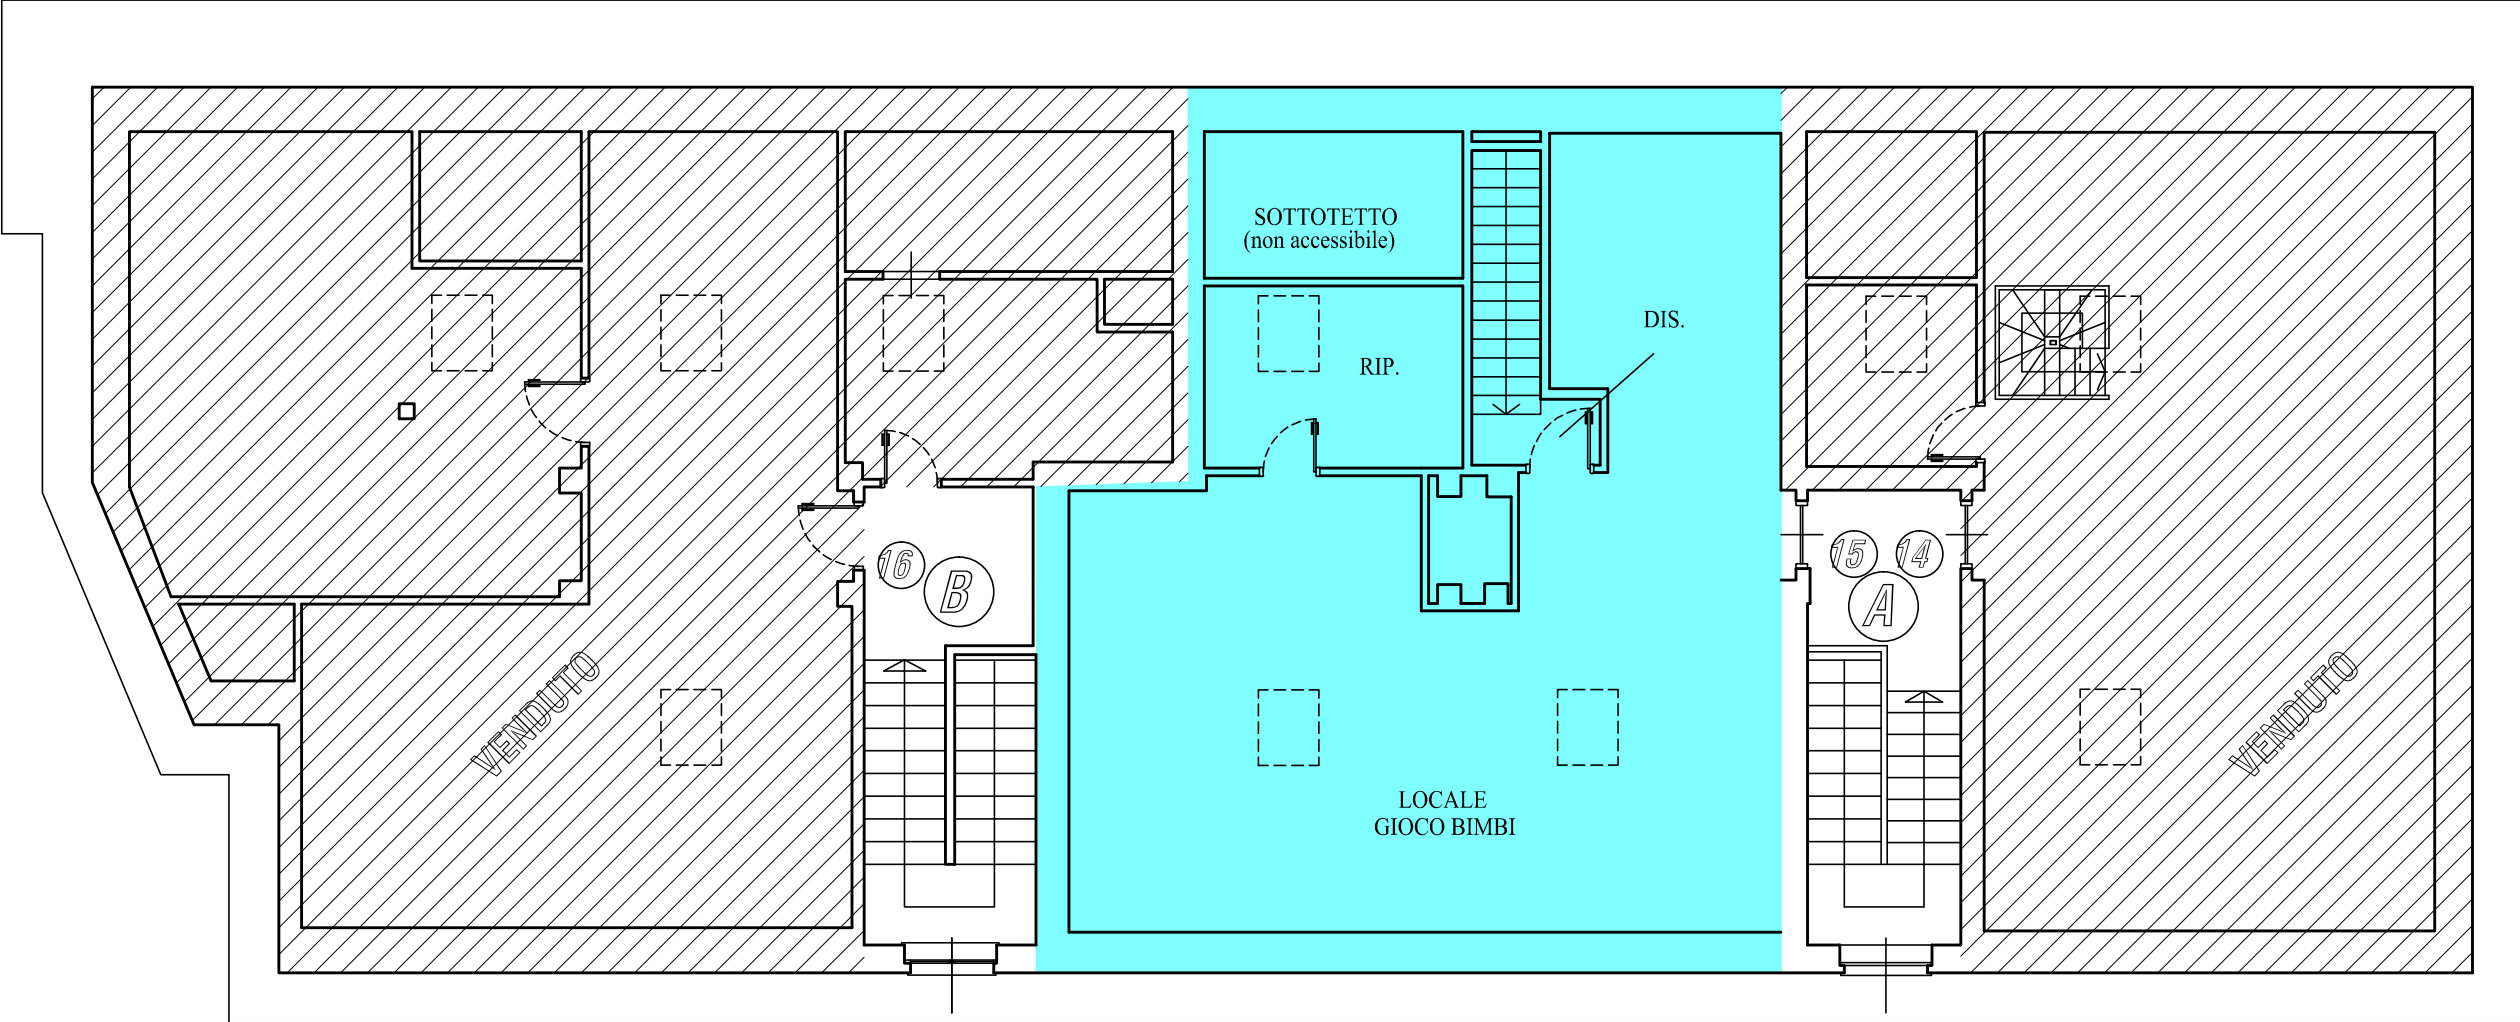 SOTTOTETTO
(non accessibile)
DIS.
RIP.
16
B
15
14
A
VENDUTO
VENDUTO
LOCALE
GIOCO BIMBI